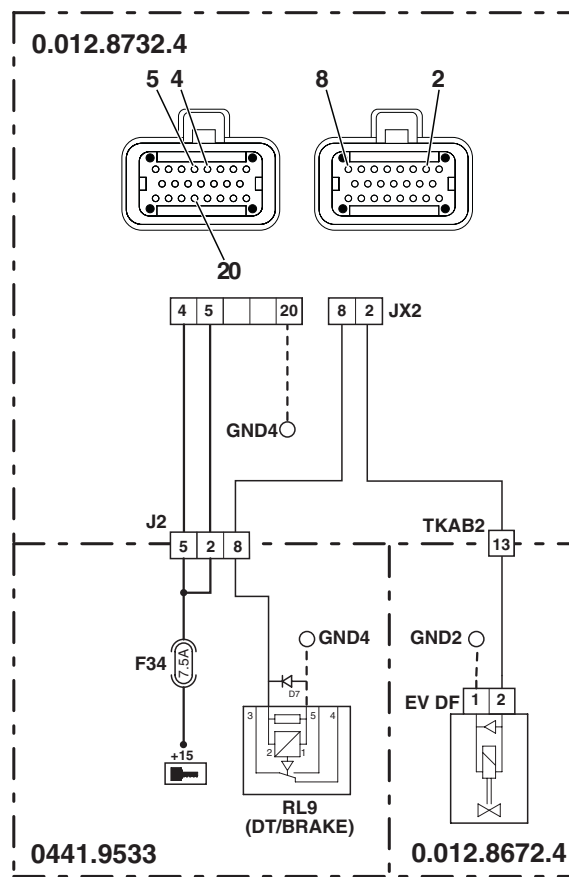 0.012.8732.4
5 4 8 2
20
4 5 20 8 2 JX2
GND4
J2 TKAB2
5 2 8 13
GND4 GND2
F34 7.5A
D7 EV DF 1 2
3 5 4
2 1
+15
RL9
(DT/BRAKE)
0441.9533 0.012.8672.4